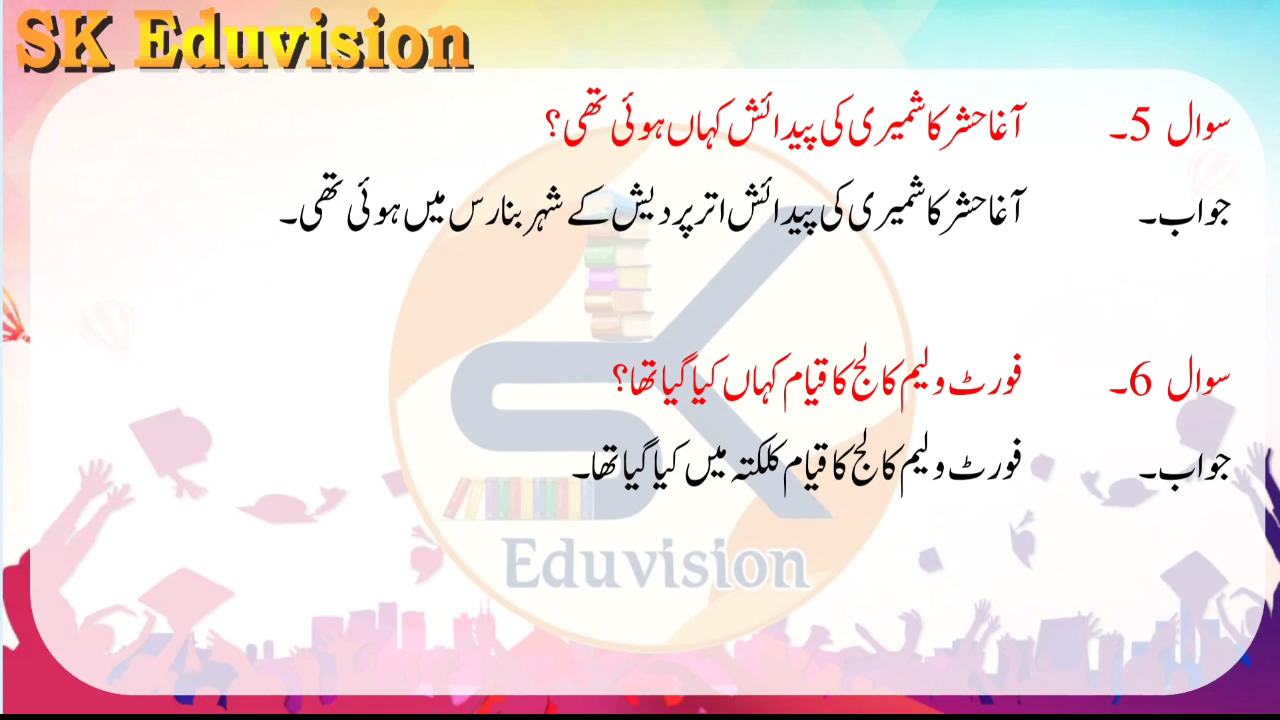 SK Eduvision
سوال 5۔ آغا حشر کاشمیری کی پیدائش کہاں ہوئی تھی؟
جواب۔ آغا حشر کاشمیری کی پیدائش اتر پردیش کے شہر بنارس میں ہوئی تھی۔
سوال 6۔ فورٹ ولیم کالج کا قیام کہاں کیا گیا تھا؟
جواب۔ فورٹ ولیم کالج کا قیام کلکتہ میں کیا گیا تھا۔
SK
Eduvision